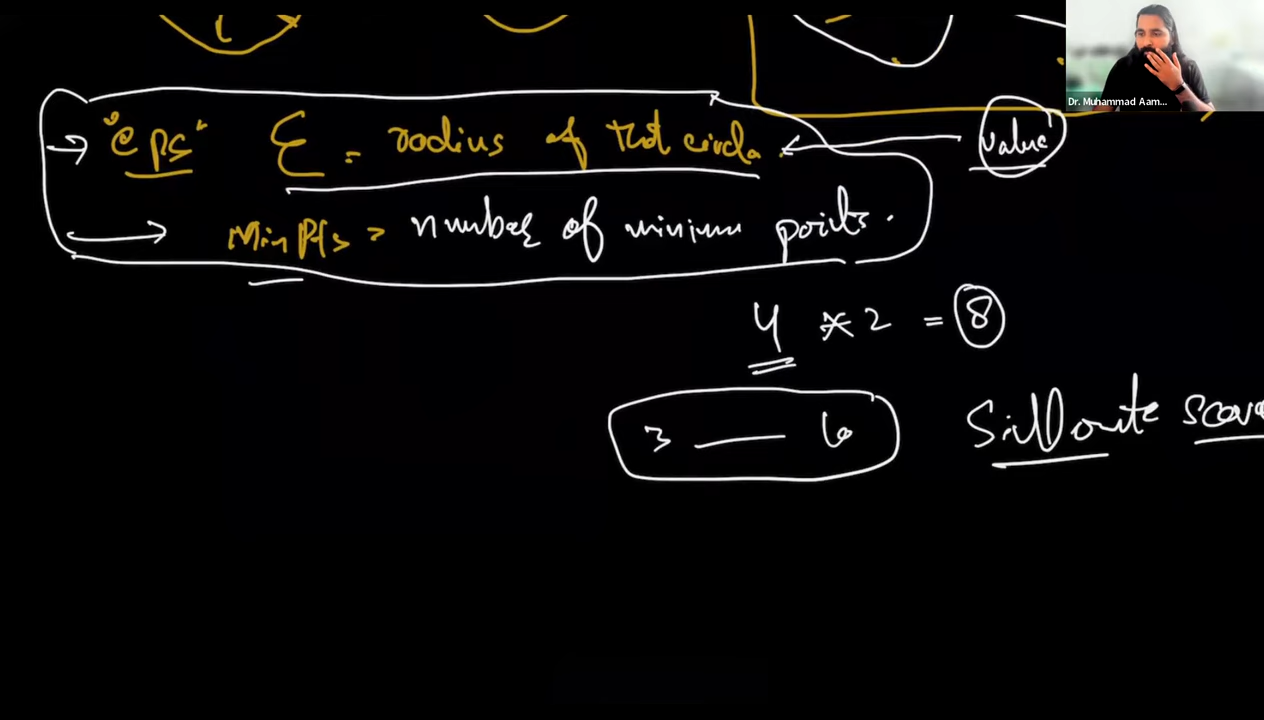 Dr. Muhammad Aam...
"eps" ε = radius of that circle. value
MinPts = number of minimum points.
4 * 2 = 8
3 — 6 Silloute score